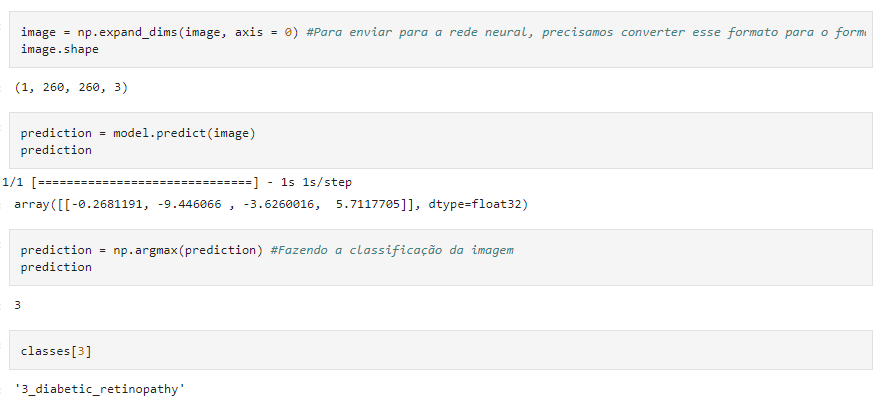 image = np.expand_dims(image, axis = 0) #Para enviar para a rede neural, precisamos converter esse formato para o
image.shape
(1, 260, 260, 3)
prediction = model.predict(image)
prediction
1/1 [==============================] - 1s 1s/step
array([[-0.2681191, -9.446066 , -3.6260016,  5.7117705]], dtype=float32)
prediction = np.argmax(prediction) #Fazendo a classificação da imagem
prediction
3
classes[3]
'3_diabetic_retinopathy'